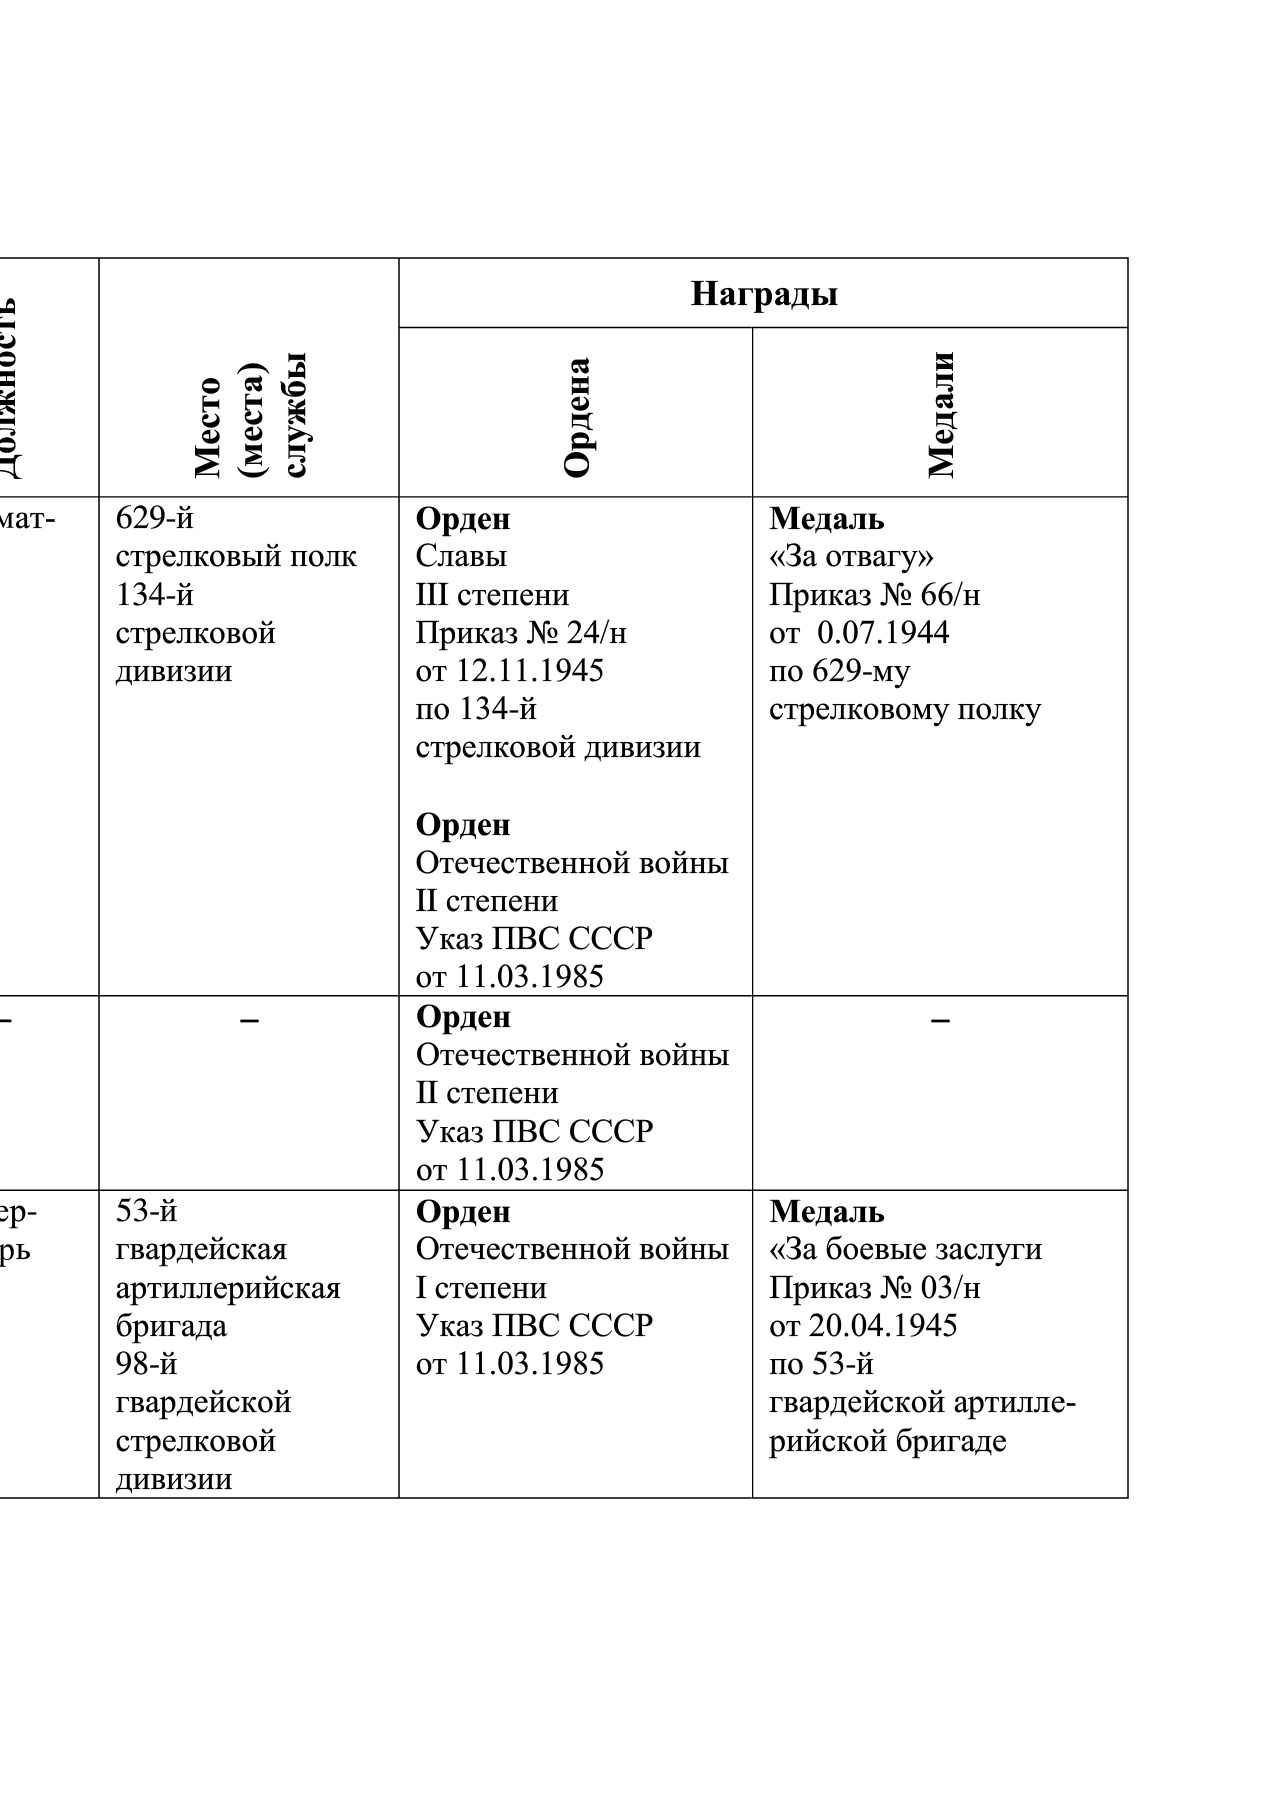 Должность
Место
(места)
службы
Награды
Ордена
Медали
мат-
629-й
стрелковый полк
134-й
стрелковой
дивизии
Орден
Славы
III степени
Приказ № 24/н
от 12.11.1945
по 134-й
стрелковой дивизии
Орден
Отечественной войны
II степени
Указ ПВС СССР
от 11.03.1985
Медаль
«За отвагу»
Приказ № 66/н
от  0.07.1944
по 629-му
стрелковому полку
–
–
Орден
Отечественной войны
II степени
Указ ПВС СССР
от 11.03.1985
–
ер-
рь
53-й
гвардейская
артиллерийская
бригада
98-й
гвардейской
стрелковой
дивизии
Орден
Отечественной войны
I степени
Указ ПВС СССР
от 11.03.1985
Медаль
«За боевые заслуги
Приказ № 03/н
от 20.04.1945
по 53-й
гвардейской артилле-
рийской бригаде